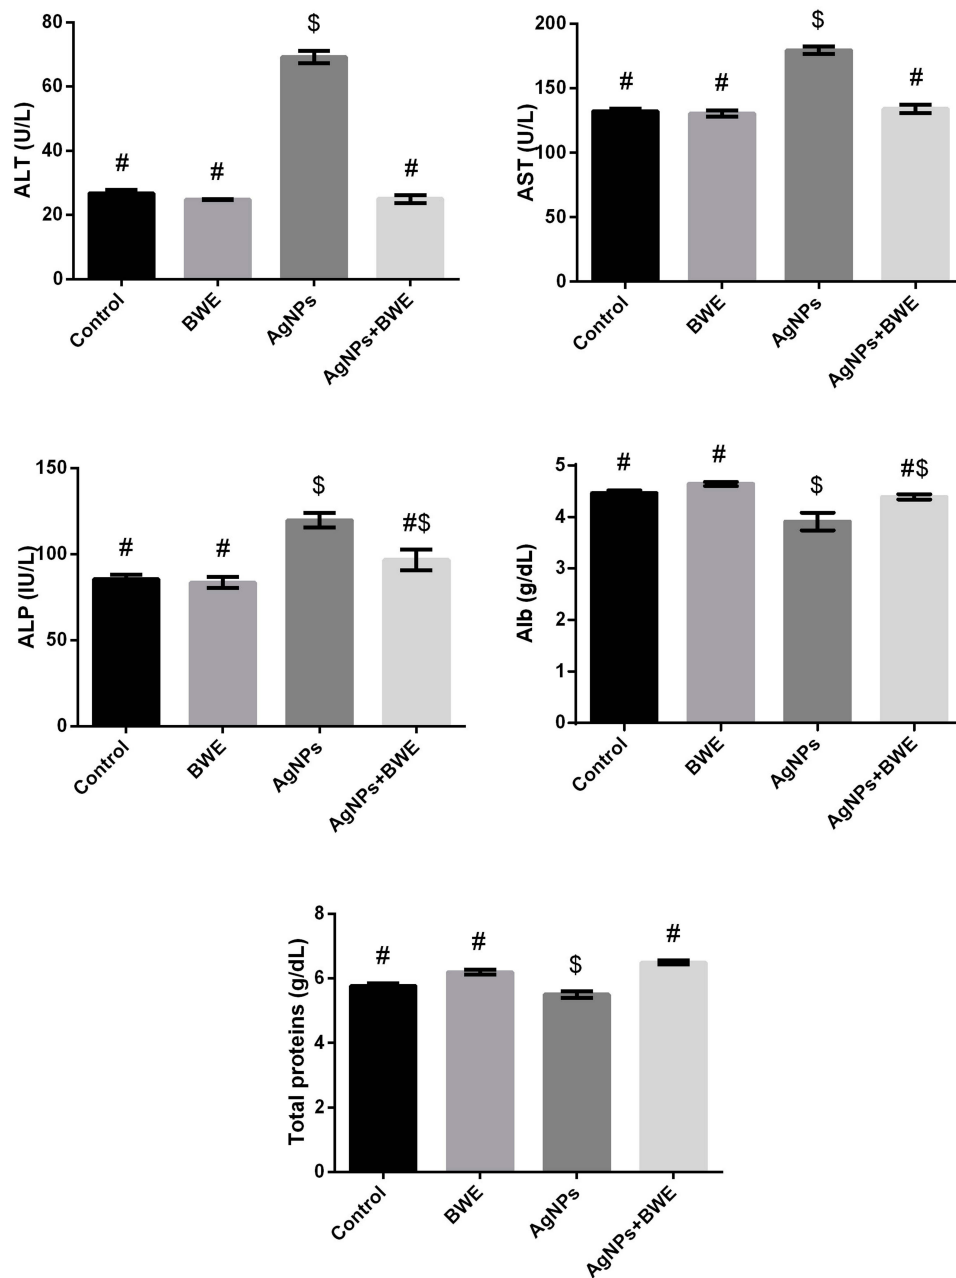 ALT (U/L)
80
60
40
20
0
#
#
$
#
Control
BWE
AgNPs
AgNPs+BWE
AST (U/L)
200
150
100
50
0
#
#
$
#
Control
BWE
AgNPs
AgNPs+BWE
ALP (IU/L)
150
100
50
0
#
#
$
#$
Control
BWE
AgNPs
AgNPs+BWE
Alb (g/dL)
5
4
3
2
1
0
#
#
$
#$
Control
BWE
AgNPs
AgNPs+BWE
Total proteins (g/dL)
8
6
4
2
0
#
#
$
#
Control
BWE
AgNPs
AgNPs+BWE